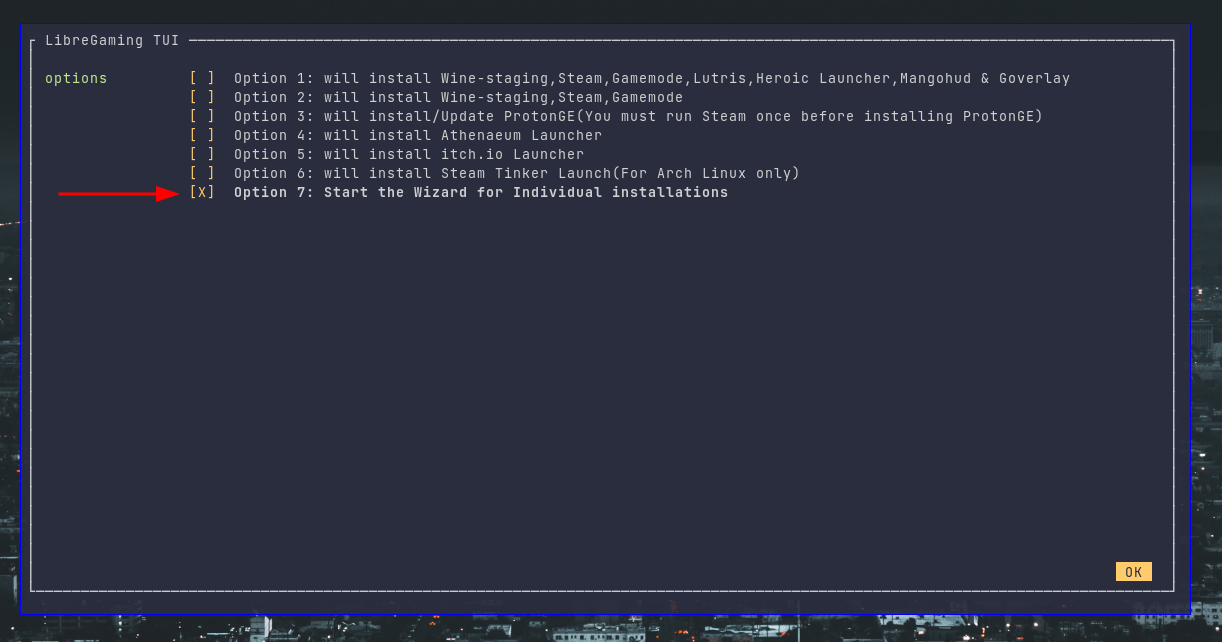 LibreGaming TUI
options [ ] Option 1: will install Wine-staging,Steam,Gamemode,Lutris,Heroic Launcher,Mangohud & Goverlay
[ ] Option 2: will install Wine-staging,Steam,Gamemode
[ ] Option 3: will install/Update ProtonGE(You must run Steam once before installing ProtonGE)
[ ] Option 4: will install Athenaeum Launcher
[ ] Option 5: will install itch.io Launcher
[ ] Option 6: will install Steam Tinker Launch(For Arch Linux only)
[X] Option 7: Start the Wizard for Individual installations
OK